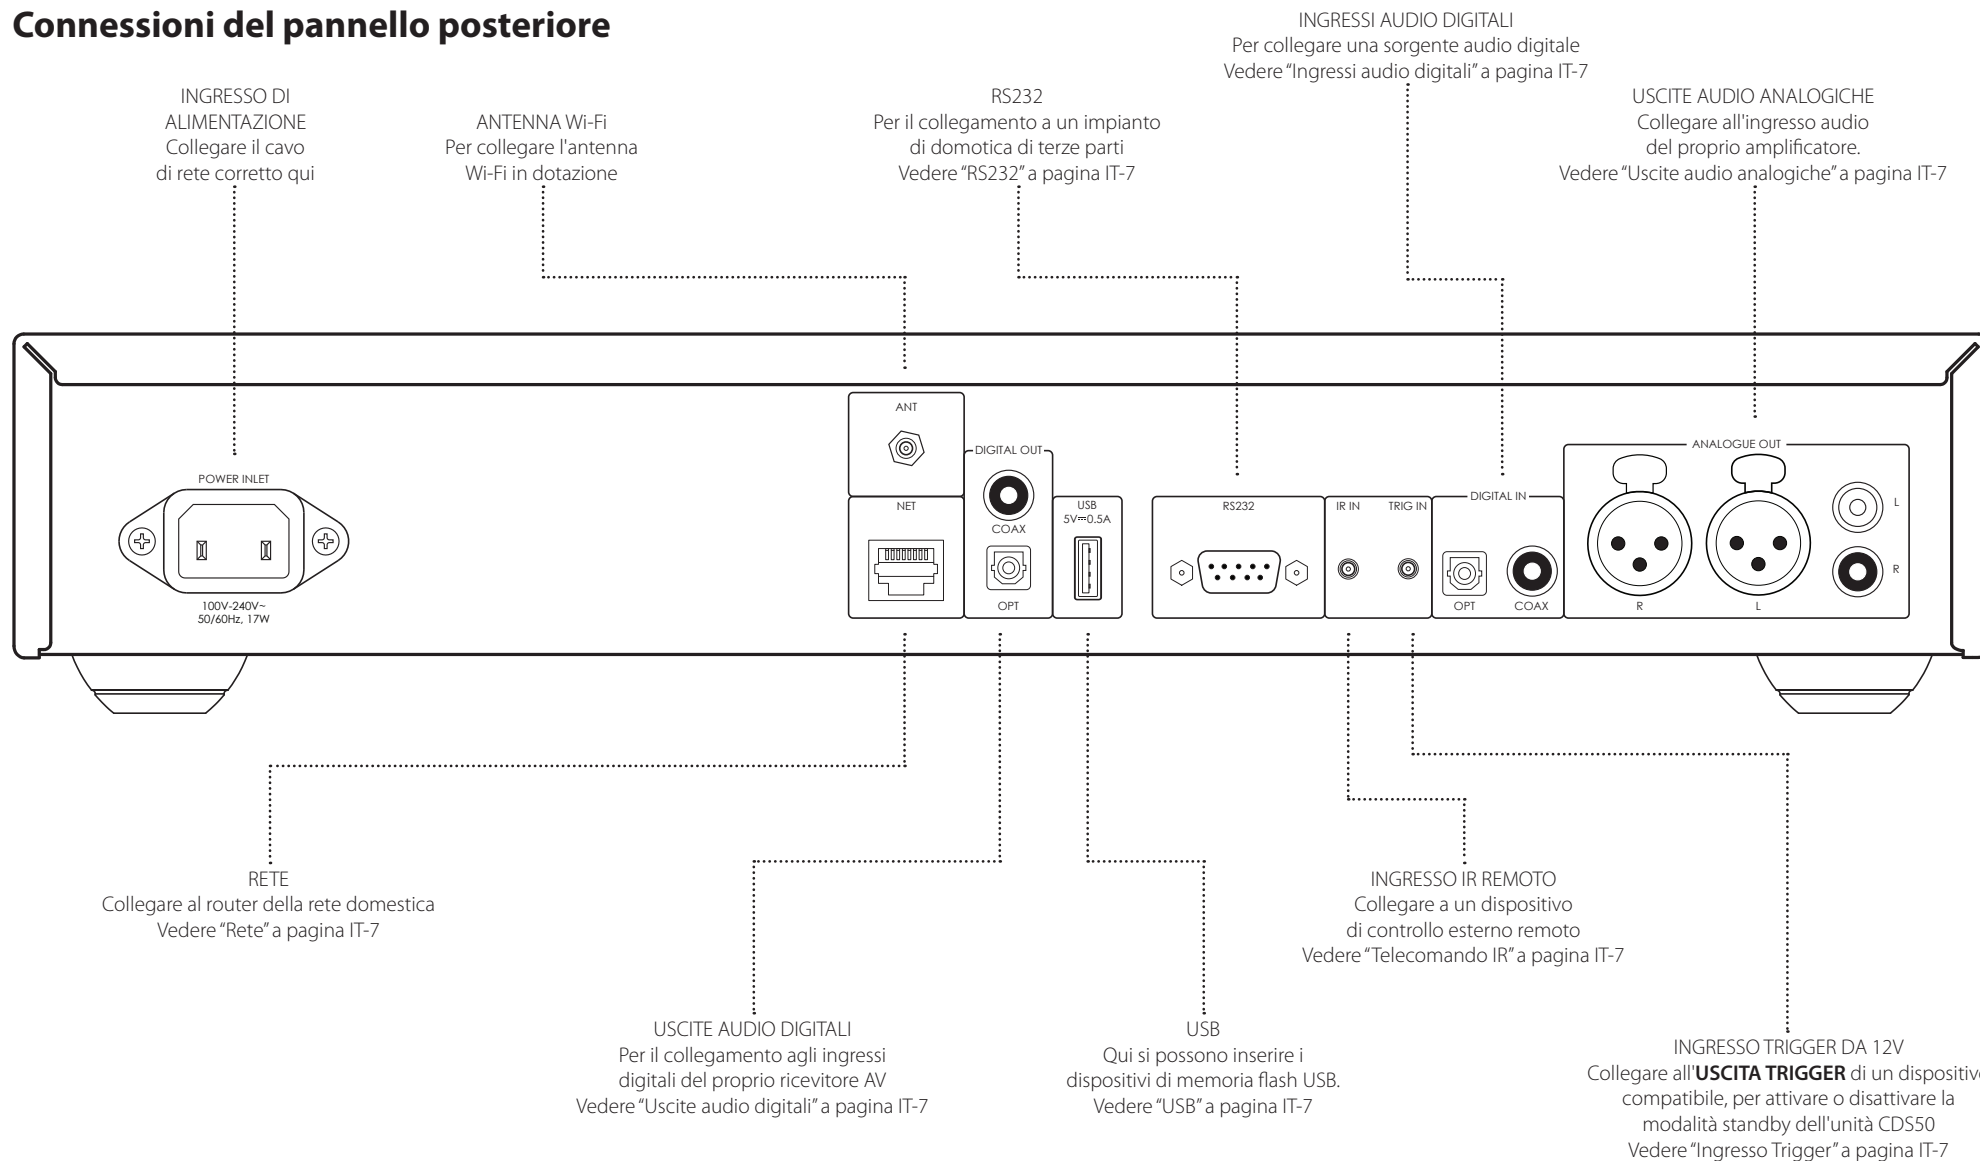 Connessioni del pannello posteriore
INGRESSI AUDIO DIGITALI
Per collegare una sorgente audio digitale
Vedere “Ingressi audio digitali” a pagina IT-7
INGRESSO DI
ALIMENTAZIONE
Collegare il cavo
di rete corretto qui
ANTENNA Wi-Fi
Per collegare l'antenna
Wi-Fi in dotazione
RS232
Per il collegamento a un impianto
di domotica di terze parti
Vedere “RS232” a pagina IT-7
USCITE AUDIO ANALOGICHE
Collegare all'ingresso audio
del proprio amplificatore.
Vedere “Uscite audio analogiche” a pagina IT-7
POWER INLET
100V-240V~
50/60Hz, 17W
ANT
NET
DIGITAL OUT
COAX
OPT
USB
5V⎓0.5A
RS232
IR IN
TRIG IN
DIGITAL IN
OPT
COAX
ANALOGUE OUT
R
L
L
R
RETE
Collegare al router della rete domestica
Vedere “Rete” a pagina IT-7
INGRESSO IR REMOTO
Collegare a un dispositivo
di controllo esterno remoto
Vedere “Telecomando IR” a pagina IT-7
USCITE AUDIO DIGITALI
Per il collegamento agli ingressi
digitali del proprio ricevitore AV
Vedere “Uscite audio digitali” a pagina IT-7
USB
Qui si possono inserire i
dispositivi di memoria flash USB.
Vedere “USB” a pagina IT-7
INGRESSO TRIGGER DA 12V
Collegare all'USCITA TRIGGER di un dispositivo
compatibile, per attivare o disattivare la
modalità standby dell'unità CDS50
Vedere “Ingresso Trigger” a pagina IT-7